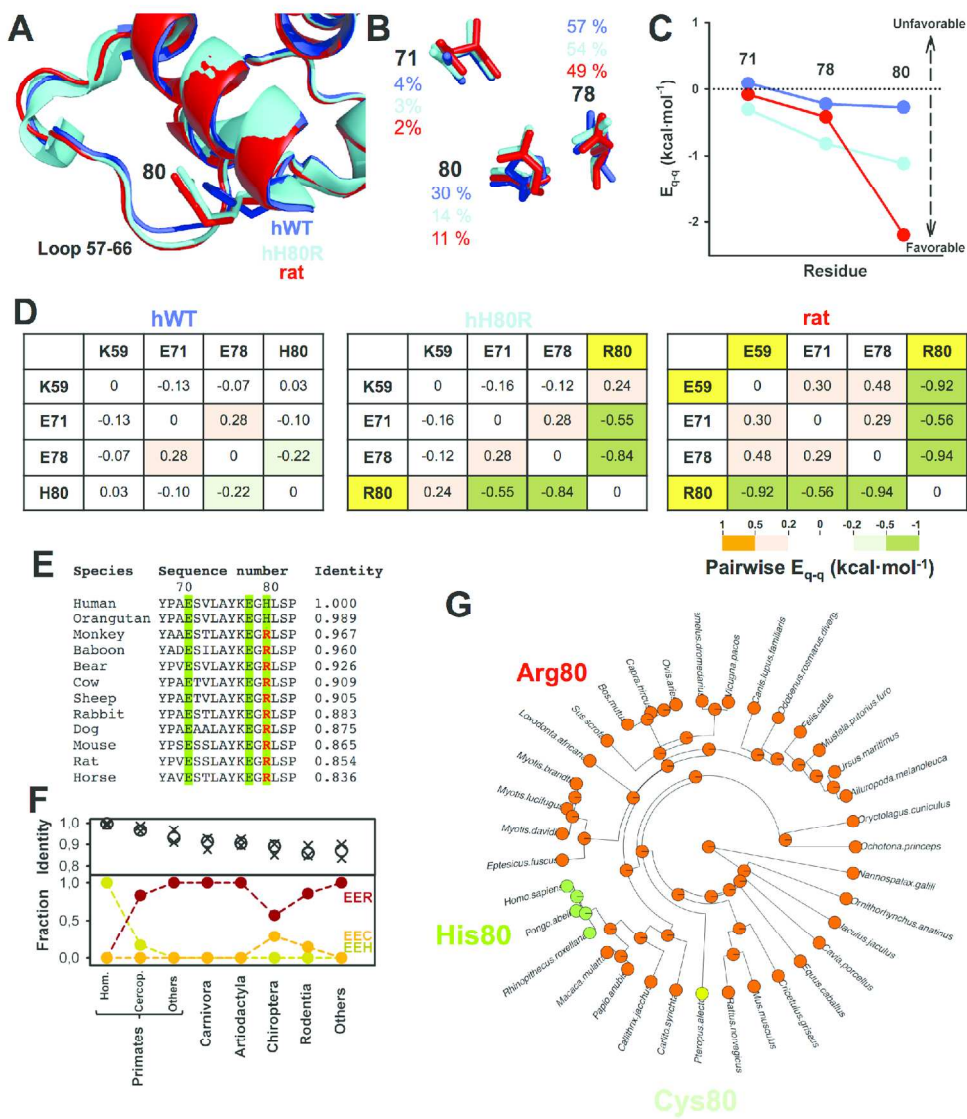 A
80
Loop 57-66
hWT
hH80R
rat
B
71
4%
3%
2%
57 %
54 %
49 %
78
80
30 %
14 %
11 %
C
Unfavorable
71
78
80
0
-1
-2
E q-q (kcal·mol-1)
Favorable
Residue
D
hWT
K59 E71 E78 H80
K59 0 -0.13 -0.07 0.03
E71 -0.13 0 0.28 -0.10
E78 -0.07 0.28 0 -0.22
H80 0.03 -0.10 -0.22 0
hH80R
K59 E71 E78 R80
K59 0 -0.16 -0.12 0.24
E71 -0.16 0 0.28 -0.55
E78 -0.12 0.28 0 -0.84
R80 0.24 -0.55 -0.84 0
rat
E59 E71 E78 R80
E59 0 0.30 0.48 -0.92
E71 0.30 0 0.29 -0.56
E78 0.48 0.29 0 -0.94
R80 -0.92 -0.56 -0.94 0
1 0.5 0.2 0 -0.2 -0.5 -1
Pairwise E q-q (kcal·mol-1)
E
Species Sequence number Identity
70 80
Human YPAESVLAYKEGHLSP 1.000
Orangutan YPAESVLAYKEGHLSP 0.989
Monkey YAAESTLAYKEGRLSP 0.967
Baboon YADESILAYKEGRLSP 0.960
Bear YPVESVLAYKEGRLSP 0.926
Cow YPAETVLAYKEGRLSP 0.909
Sheep YPAETVLAYKEGRLSP 0.905
Rabbit YPAESTLAYKEGRLSP 0.883
Dog YPAEAALAYKEGRLSP 0.875
Mouse YPSESSLAYKEGRLSP 0.865
Rat YPAESSLAYKEGRLSP 0.854
Horse YAVESTLAYKEGRLSP 0.836
F
Identity
1,0
0,9
0,8
Fraction
1,0
0,5
0,0
EER
EEC
EEH
Hom.
Cercop.
Others
Primates
Carnivora
Artiodactyla
Chiroptera
Rodentia
Others
G
Arg80
His80
Cys80
Loxodonta.african
Sus.scrofa
Bos.mutu
Capra.hircu
Ovis.arie
melus.dromedariu
Vicugna.pacos
Canis.lupus.familiaris
Odobenus.rosmarus.diverg
Felis.catus
Mustela.putorius.furo
Ursus.maritimus
Ailuropoda.melanoleuca
Oryctolagus.cuniculus
Ochotona.princeps
Nannospalax.galili
Ornithorhynchus.anatinus
Jaculus.jaculus
Cavia.porcellus
Equus.caballus
Cricetulus.griseus
Mus.musculus
Rattus.norvegicus
Pteropus.alecto
Carlito.syrichta
Callithrix.jacchu
Papio.anubis
Macaca.mulatta
Rhinopithecus.roxellana
Pongo.abelii
Homo.sapiens
Eptesicus.fuscus
Myotis.davidi
Myotis.lucifugus
Myotis.brandti